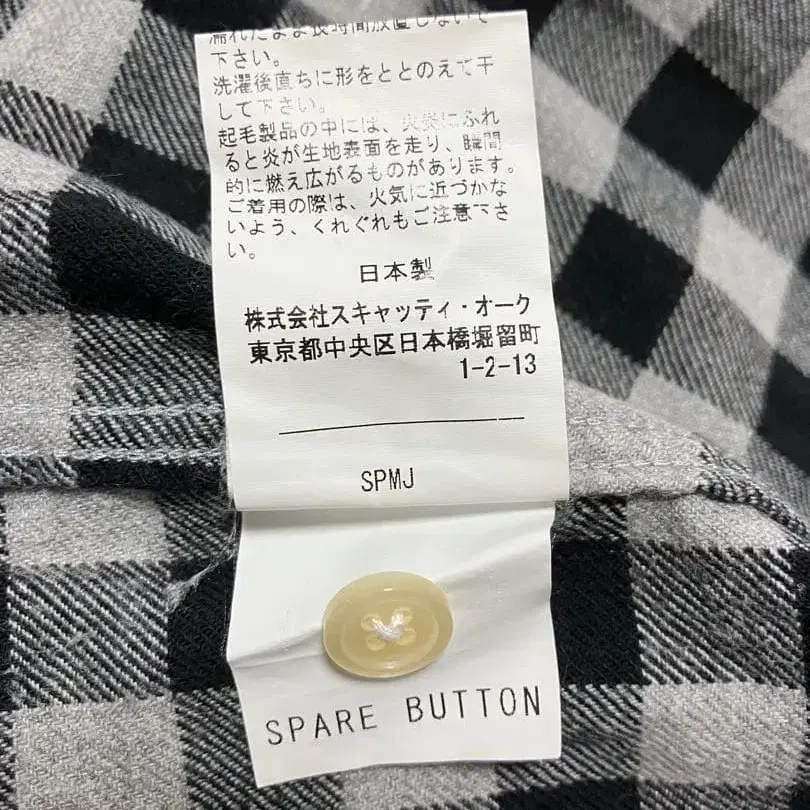 濡れたまま長時間放置しないで
下さい。
洗濯後直ちに形をととのえて干
して下さい。
起毛製品の中には、火炎にふれ
ると炎が生地表面を走り、瞬間
的に燃え広がるものがあります。
ご着用の際は、火気に近づかな
いよう、くれぐれもご注意下さ
い。
日本製
株式会社スキャッティ・オーク
東京都中央区日本橋堀留町
1-2-13
SPMJ
SPARE BUTTON